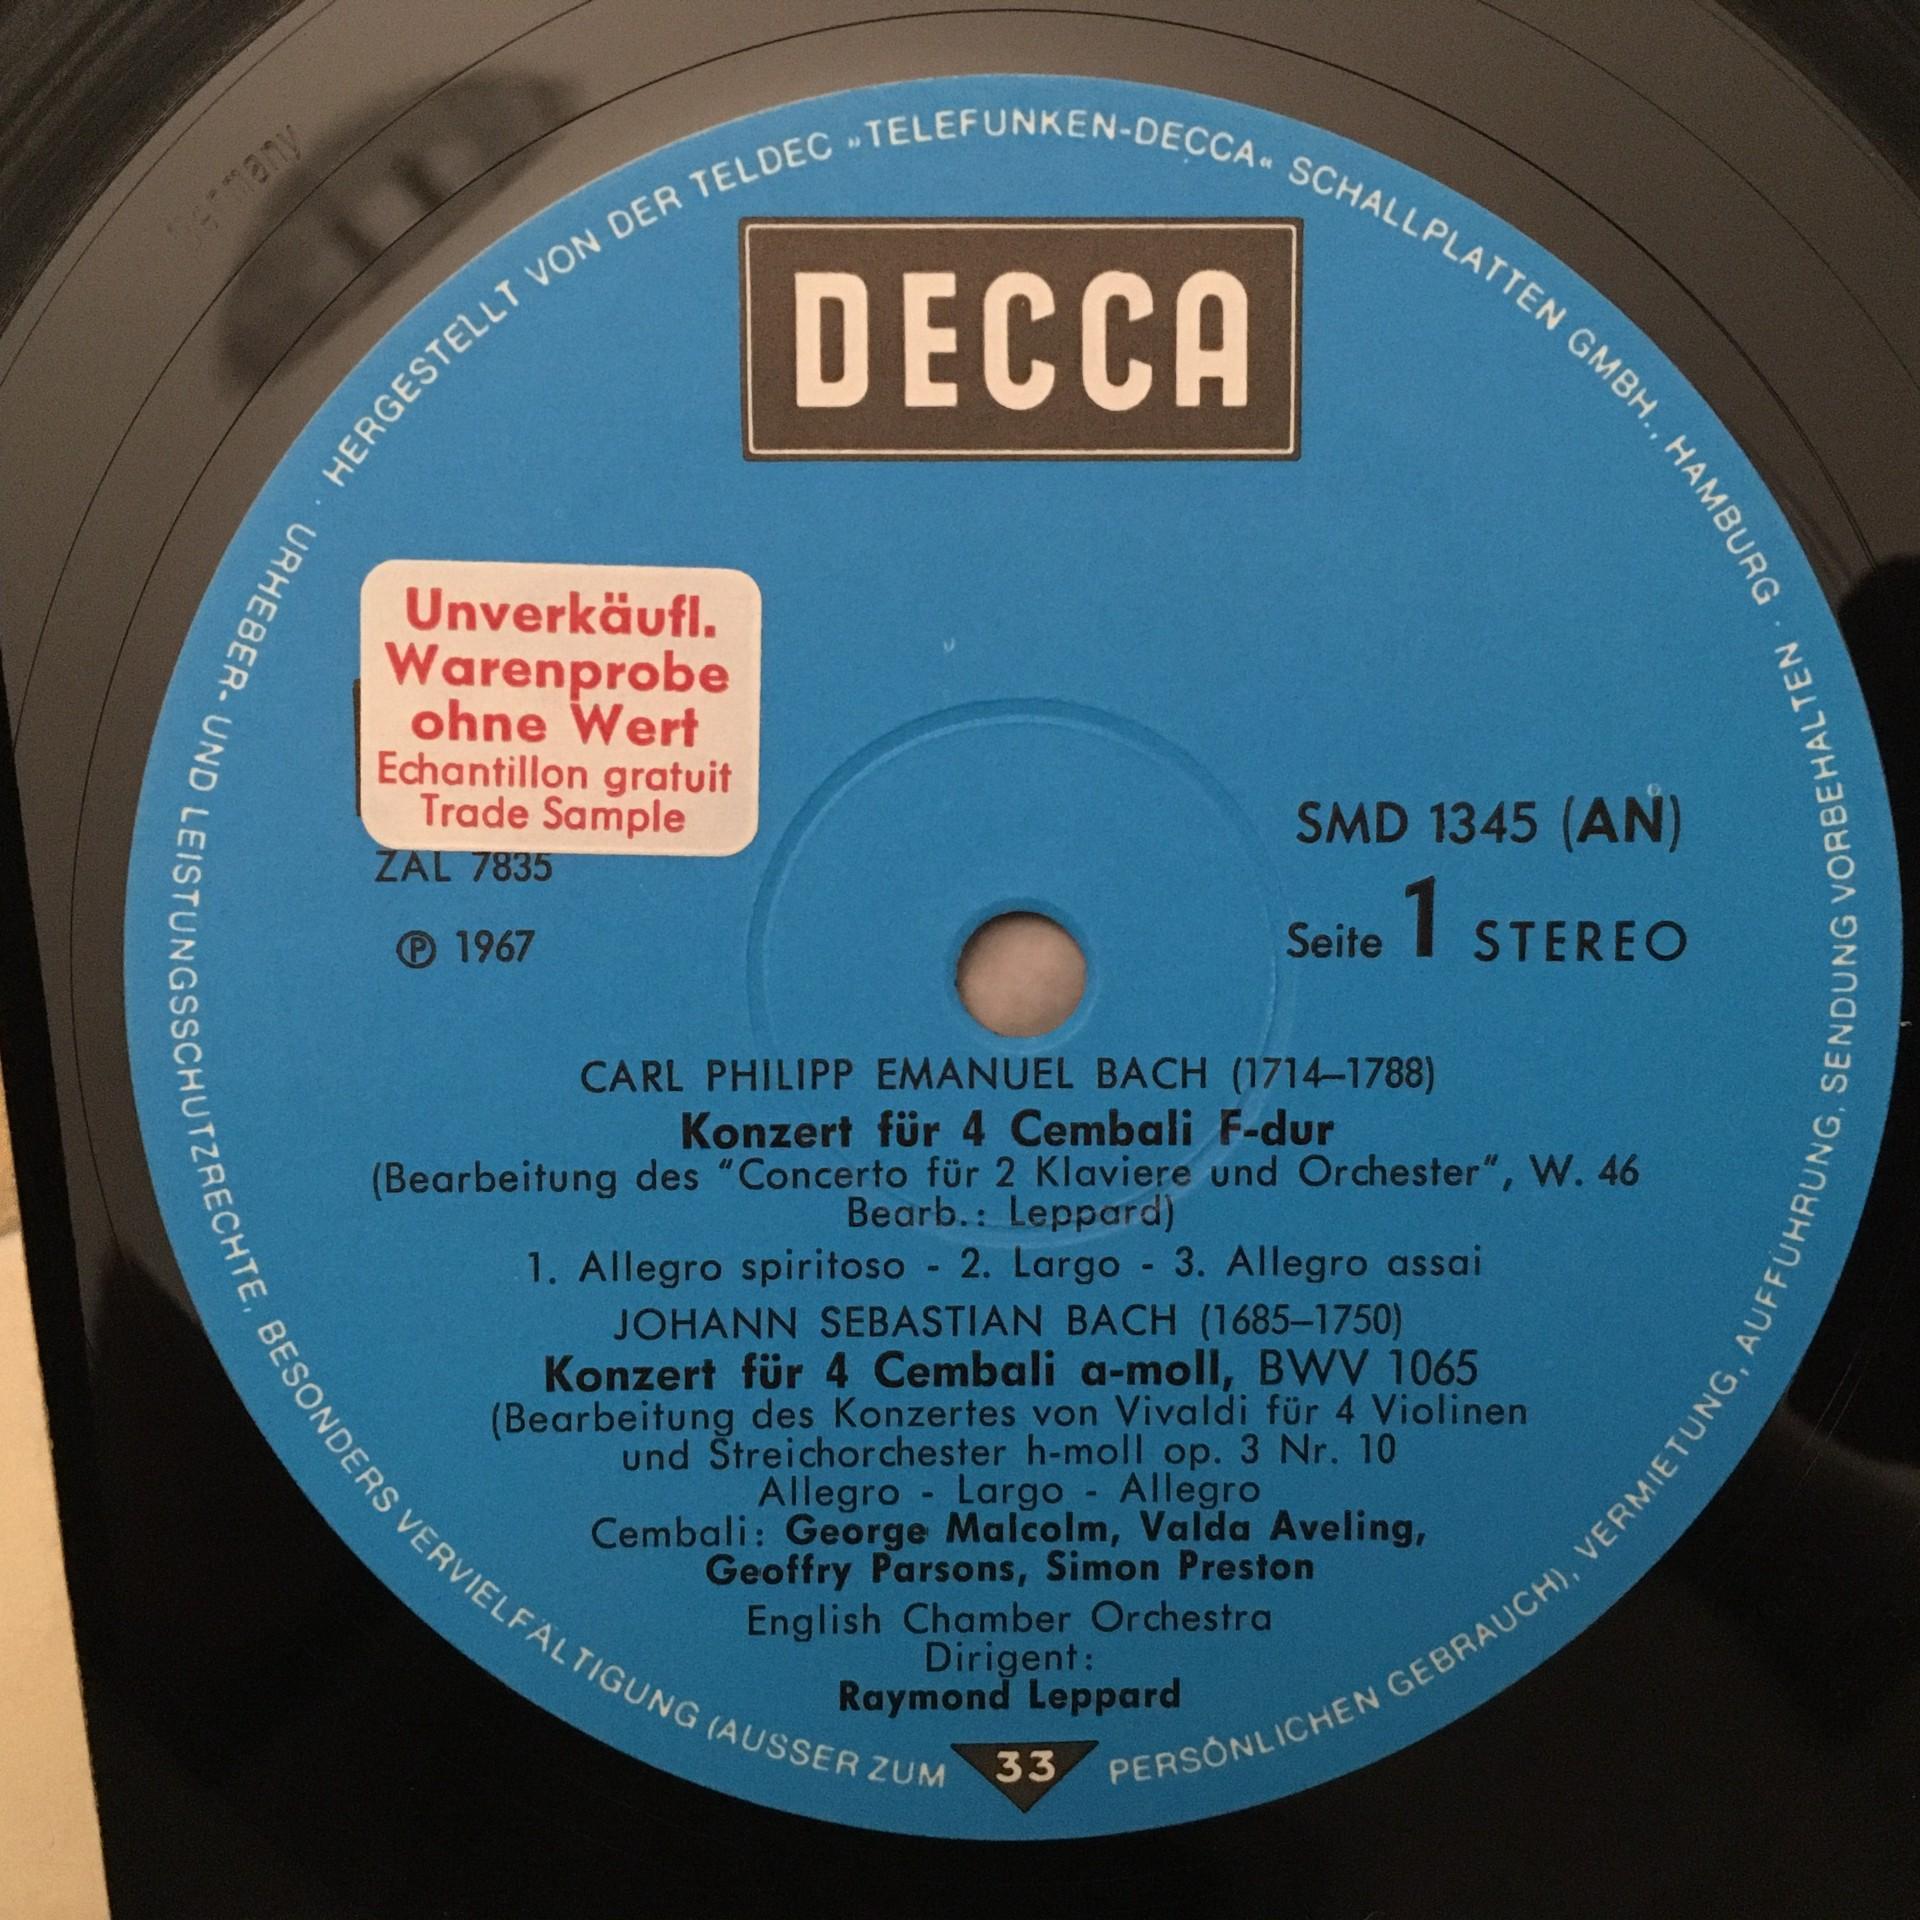 HERGESTELLT VON DER TELDEC »TELEFUNKEN-DECCA« SCHALLPLATTEN GMBH., HAMBURG · URHEBER- UND LEISTUNGSSCHUTZRECHTE, BESONDERS VERVIELFÄLTIGUNG (AUSSER ZUM PERSÖNLICHEN GEBRAUCH), VERMIETUNG, AUFFÜHRUNG, SENDUNG VORBEHALTEN ·
Germany
DECCA
Unverkäufl.
Warenprobe
ohne Wert
Echantillon gratuit
Trade Sample
ZAL 7835
℗ 1967
SMD 1345 (AN)
Seite 1 STEREO
CARL PHILIPP EMANUEL BACH (1714–1788)
Konzert für 4 Cembali F-dur
(Bearbeitung des “Concerto für 2 Klaviere und Orchester”, W. 46
Bearb.: Leppard)
1. Allegro spiritoso - 2. Largo - 3. Allegro assai
JOHANN SEBASTIAN BACH (1685–1750)
Konzert für 4 Cembali a-moll, BWV 1065
(Bearbeitung des Konzertes von Vivaldi für 4 Violinen
und Streichorchester h-moll op. 3 Nr. 10
Allegro - Largo - Allegro
Cembali: George Malcolm, Valda Aveling,
Geoffry Parsons, Simon Preston
English Chamber Orchestra
Dirigent:
Raymond Leppard
33